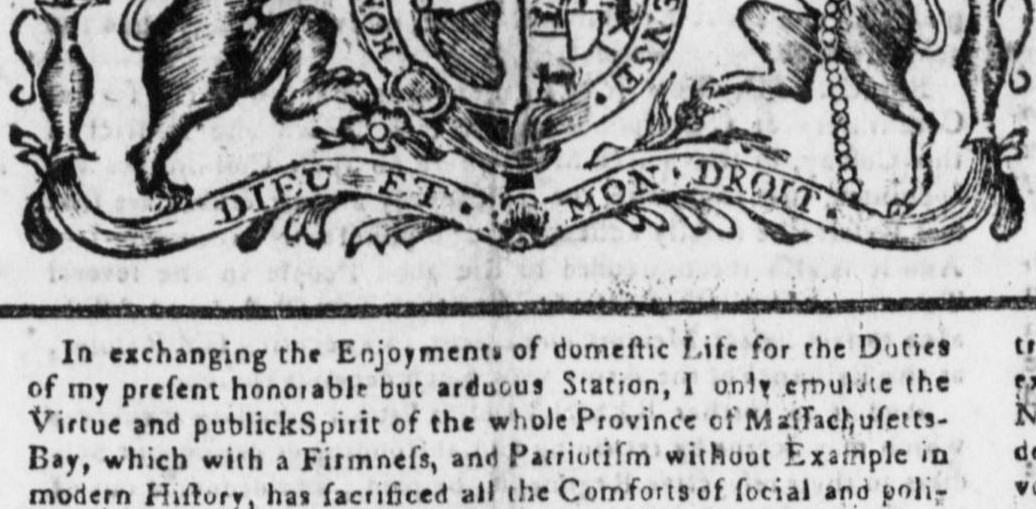 HON
ENSE
DIEU ET MON DROIT
In exchanging the Enjoyments of domeſtic Life for the Duties
of my preſent honorable but arduous Station, I only emulate the
Virtue and publickSpirit of the whole Province of Maſſachuſetts-
Bay, which with a Firmneſs, and Patriotiſm without Example in
modern Hiſtory, has ſacrificed all the Comforts of ſocial and poli-